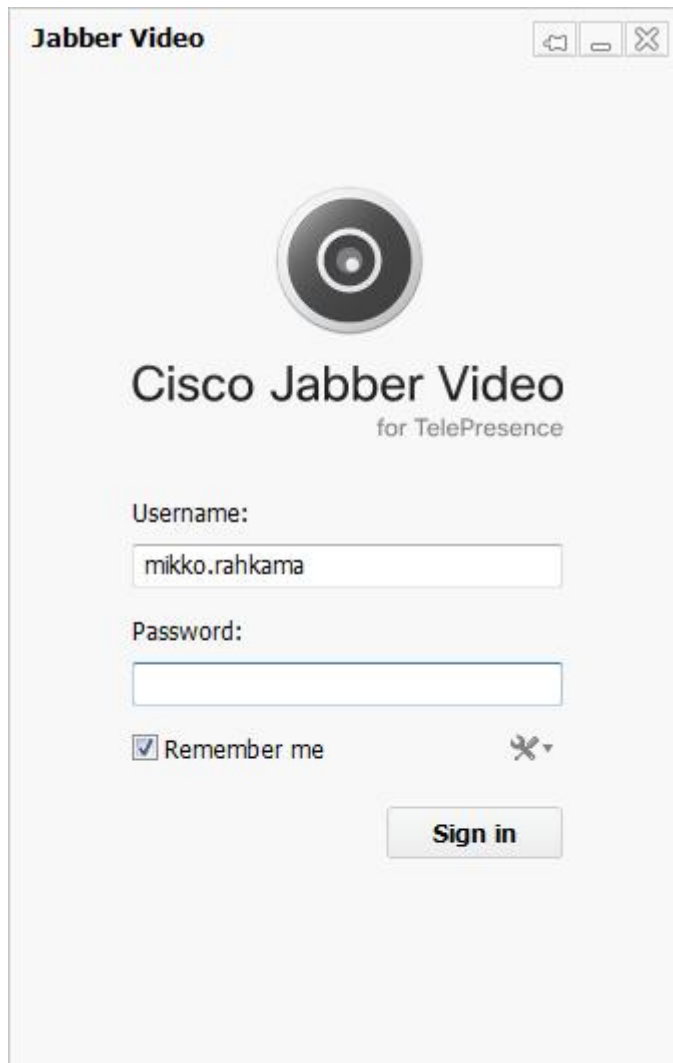 Jabber Video
Cisco Jabber Video
for TelePresence
Username:
mikko.rahkama
Password:
Remember me
Sign in